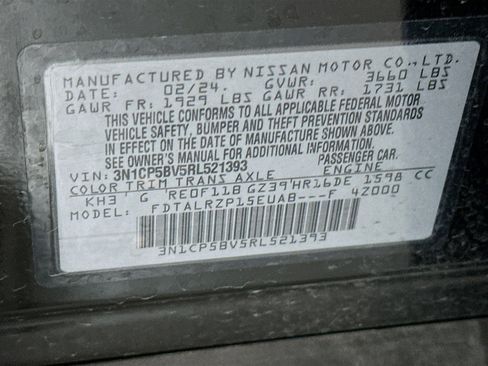 MANUFACTURED BY NISSAN MOTOR CO.,LTD.
DATE: 02/24. GVWR: 3660 LBS
GAWR FR: 1929 LBS GAWR RR: 1731 LBS
THIS VEHICLE CONFORMS TO ALL APPLICABLE FEDERAL MOTOR
VEHICLE SAFETY, BUMPER AND THEFT PREVENTION STANDARDS
IN EFFECT ON THE DATE OF MANUFACTURE SHOWN ABOVE.
SEE OWNER'S MANUAL FOR ADDITIONAL INFORMATION
VIN: 3N1CP5BV5RL521393 PASSENGER CAR.
COLOR TRIM TRANS AXLE ENGINE
KH3 G RE0F11B GZ394HR16DE 1598 CC
MODEL: FDTALRZP15EUAB---F 4Z000
3N1CP5BV5RL521393